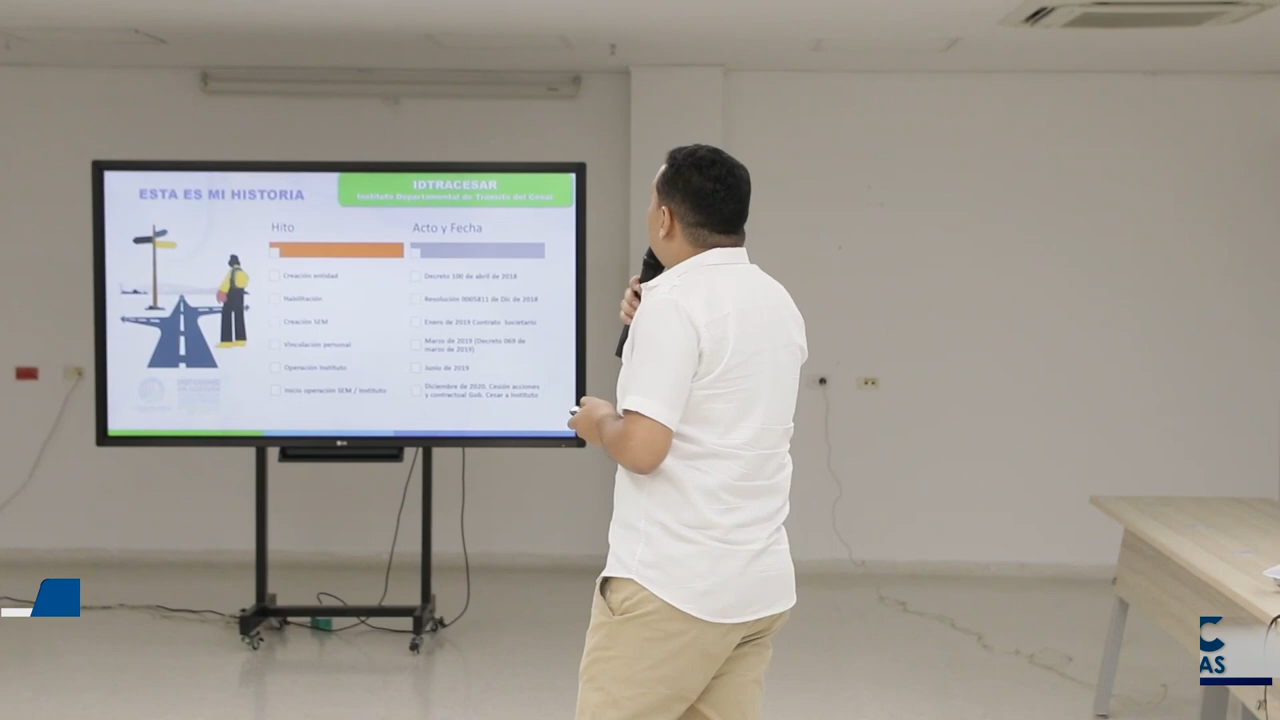 ESTA ES MI HISTORIA
IDTRACESAR
Instituto Departamental de Transito del Cesar
Hito
Acto y Fecha
Creación entidad
Decreto 100 de abril de 2018
Habilitación
Resolución 0005811 de Dic de 2018
Creación SEM
Enero de 2019 Contrato Societario
Vinculación personal
Marzo de 2019 (Decreto 069 de
marzo de 2019)
Operación Instituto
Junio de 2019
Inicio operación SEM / Instituto
Diciembre de 2020. Cesión acciones
y contractual Gob. Cesar a Instituto
LG
C
AS